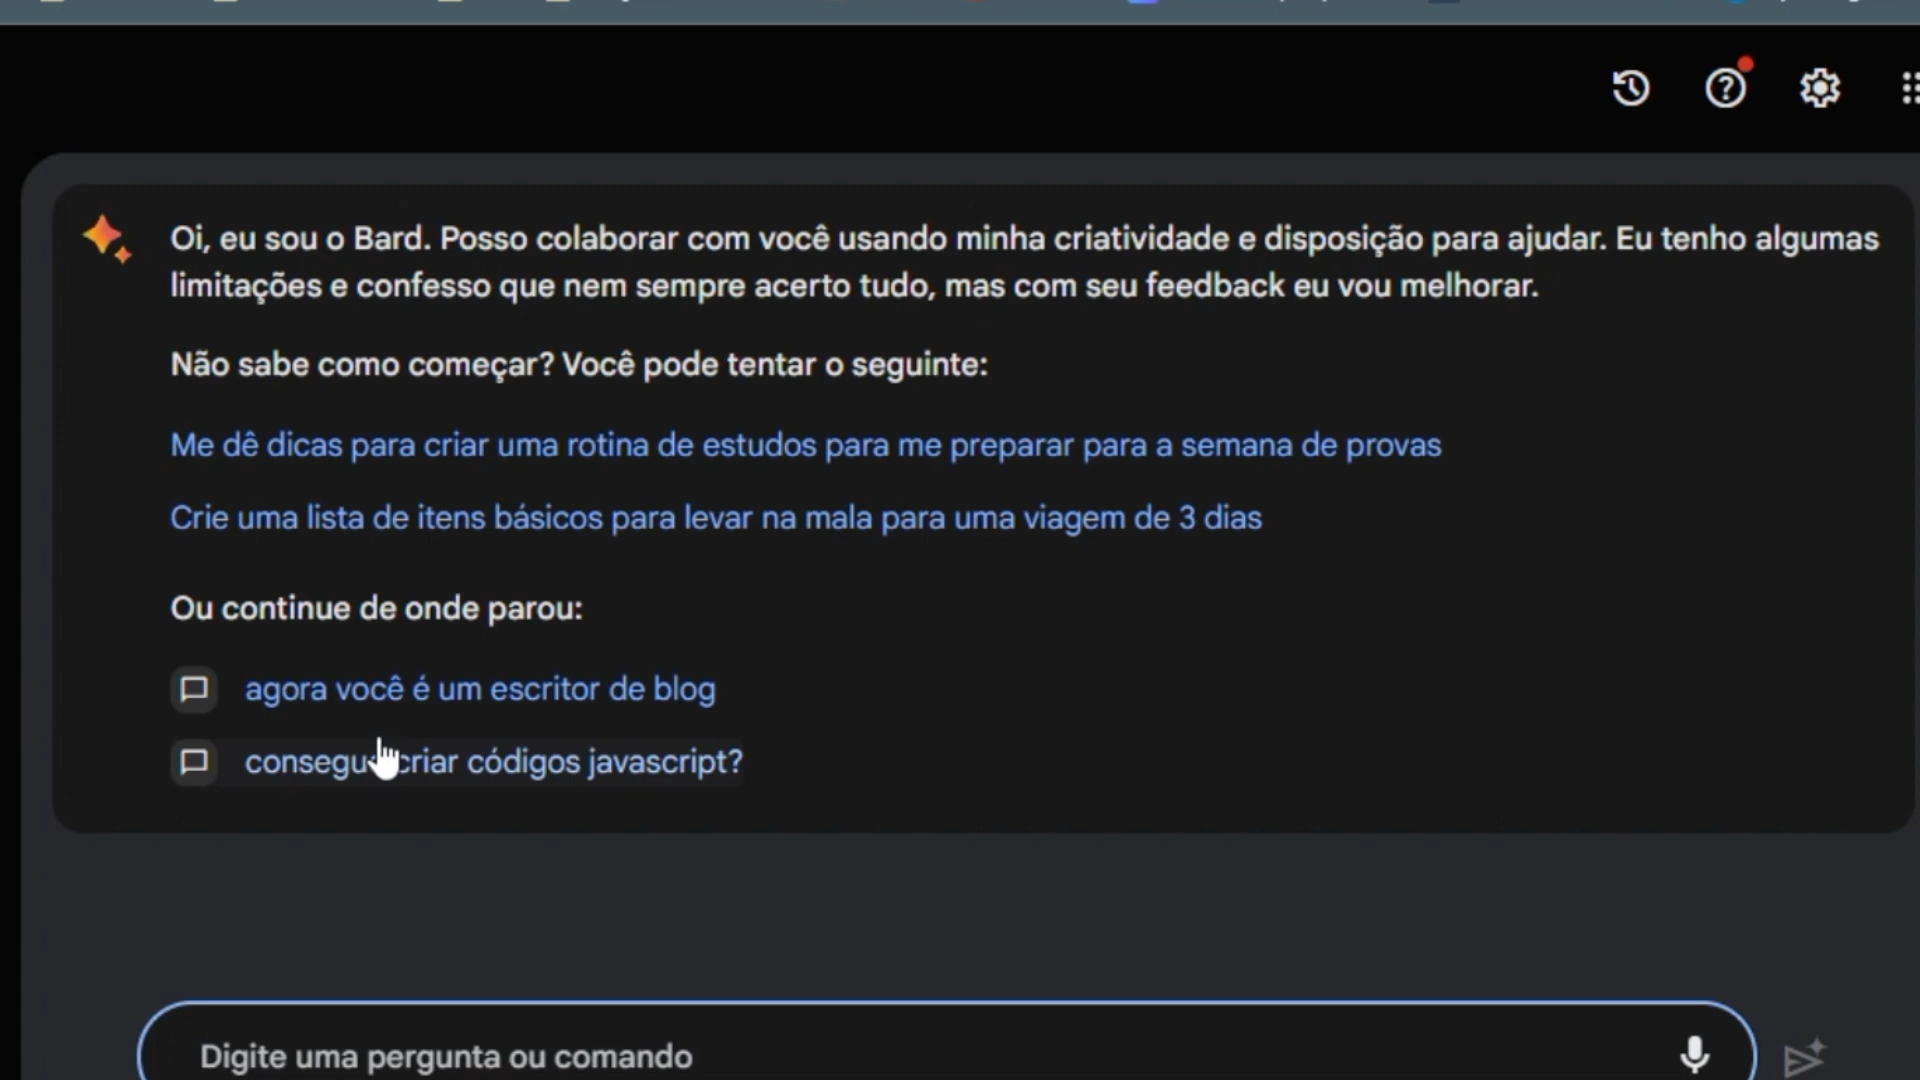 Oi, eu sou o Bard. Posso colaborar com você usando minha criatividade e disposição para ajudar. Eu tenho algumas
limitações e confesso que nem sempre acerto tudo, mas com seu feedback eu vou melhorar.
Não sabe como começar? Você pode tentar o seguinte:
Me dê dicas para criar uma rotina de estudos para me preparar para a semana de provas
Crie uma lista de itens básicos para levar na mala para uma viagem de 3 dias
Ou continue de onde parou:
agora você é um escritor de blog
criar códigos javascript?
Digite uma pergunta ou comando